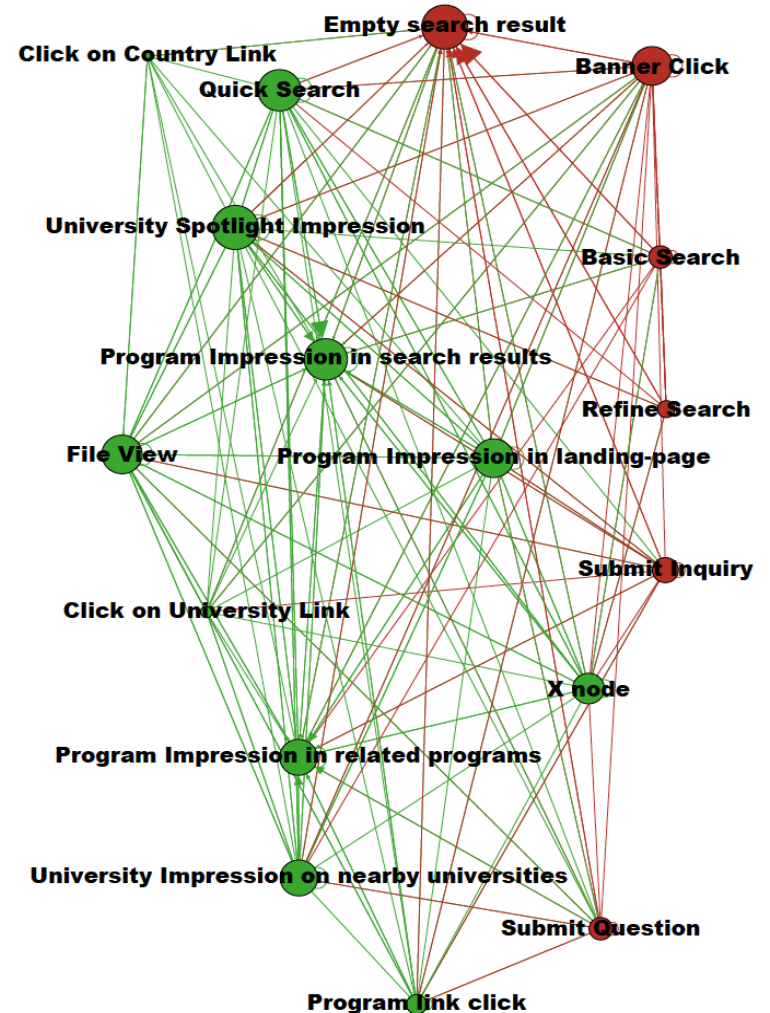 Empty search result
Click on Country Link
Banner Click
Quick Search
University Spotlight Impression
Basic Search
Program Impression in search results
Refine Search
File View
Program Impression in landing-page
Submit Inquiry
Click on University Link
X node
Program Impression in related programs
University Impression on nearby universities
Submit Question
Program link click